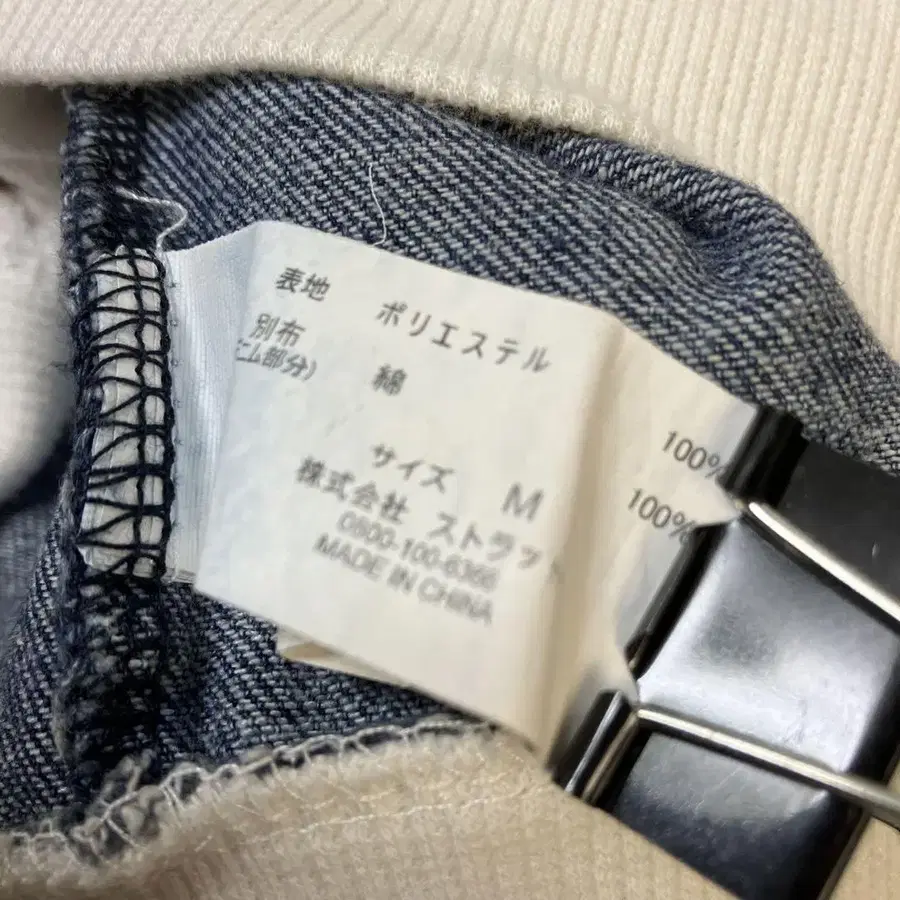 表地 ポリエステル 100%
別布 綿 100%
ニム部分)
サイズ M
株式会社 ストラッ
0800-100-6366
MADE IN CHINA